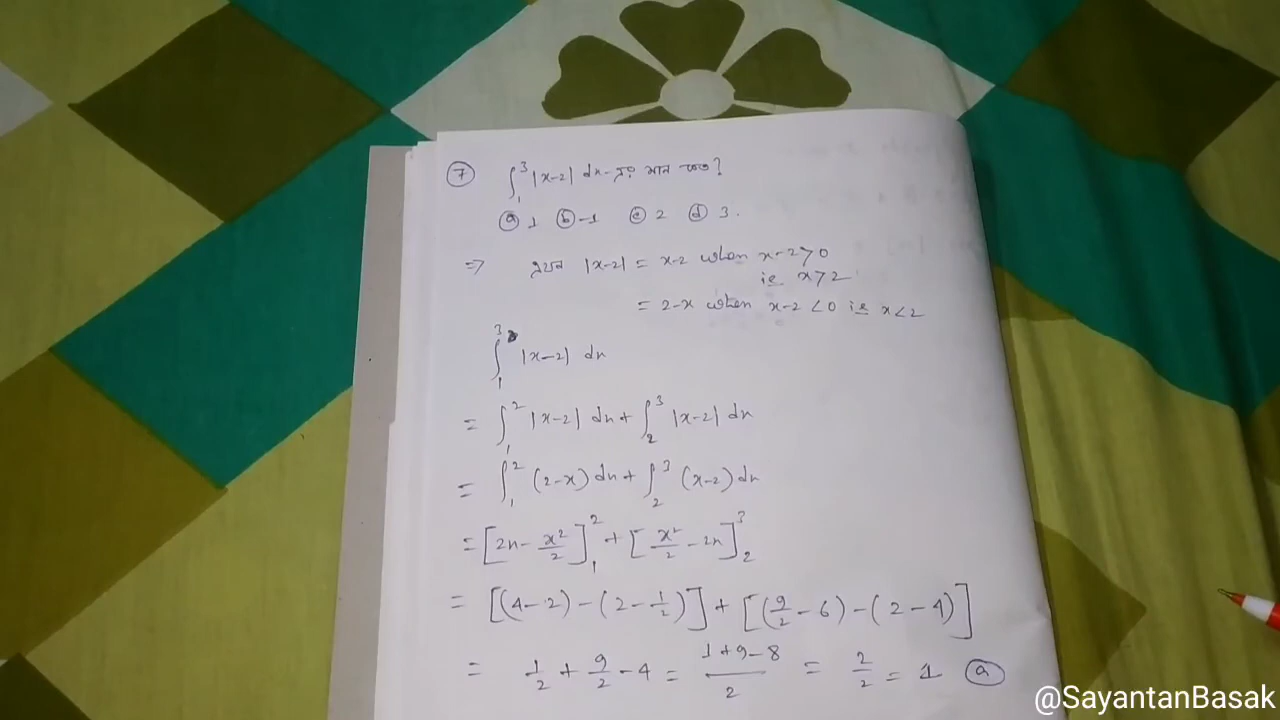 ⑦ ∫₁³ |x-2| dx-এর মান কত?
ⓐ 1 ⓑ -1 ⓒ 2 ⓓ 3.
⇒ এখন |x-2| = x-2 when x-2>0
ie x>2
= 2-x when x-2<0 ie x<2
∫₁³ |x-2| dx
= ∫₁² |x-2| dx + ∫₂³ |x-2| dx
= ∫₁² (2-x) dx + ∫₂³ (x-2) dx
= [2x - x²/2]₁² + [x²/2 - 2x]₂³
= [(4-2) - (2 - 1/2)] + [(9/2 - 6) - (2-4)]
= 1/2 + 9/2 - 4 = (1+9-8)/2 = 2/2 = 1 ⓐ
@SayantanBasak